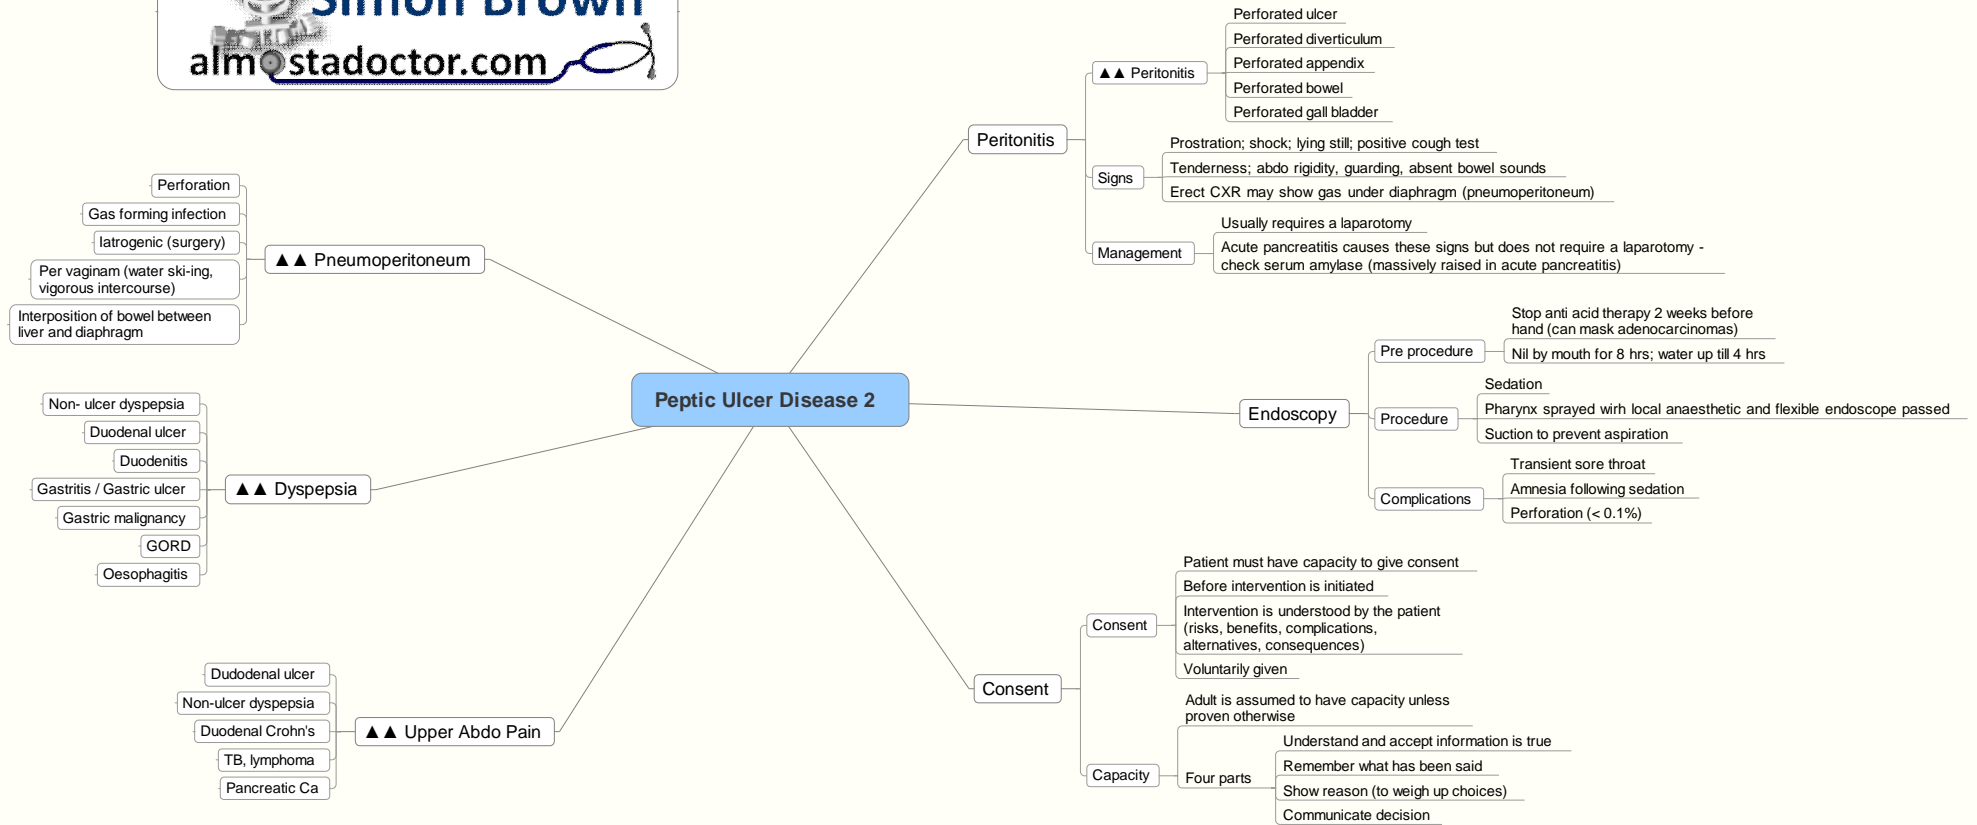 Simon Brown
almostadoctor.com
Peptic Ulcer Disease 2
Peritonitis
▲▲ Peritonitis
Perforated ulcer
Perforated diverticulum
Perforated appendix
Perforated bowel
Perforated gall bladder
Signs
Prostration; shock; lying still; positive cough test
Tenderness; abdo rigidity, guarding, absent bowel sounds
Erect CXR may show gas under diaphragm (pneumoperitoneum)
Management
Usually requires a laparotomy
Acute pancreatitis causes these signs but does not require a laparotomy -
check serum amylase (massively raised in acute pancreatitis)
Endoscopy
Pre procedure
Stop anti acid therapy 2 weeks before
hand (can mask adenocarcinomas)
Nil by mouth for 8 hrs; water up till 4 hrs
Procedure
Sedation
Pharynx sprayed wirh local anaesthetic and flexible endoscope passed
Suction to prevent aspiration
Complications
Transient sore throat
Amnesia following sedation
Perforation (< 0.1%)
Consent
Consent
Patient must have capacity to give consent
Before intervention is initiated
Intervention is understood by the patient
(risks, benefits, complications,
alternatives, consequences)
Voluntarily given
Capacity
Adult is assumed to have capacity unless
proven otherwise
Four parts
Understand and accept information is true
Remember what has been said
Show reason (to weigh up choices)
Communicate decision
▲▲ Pneumoperitoneum
Perforation
Gas forming infection
Iatrogenic (surgery)
Per vaginam (water ski-ing,
vigorous intercourse)
Interposition of bowel between
liver and diaphragm
▲▲ Dyspepsia
Non- ulcer dyspepsia
Duodenal ulcer
Duodenitis
Gastritis / Gastric ulcer
Gastric malignancy
GORD
Oesophagitis
▲▲ Upper Abdo Pain
Dudodenal ulcer
Non-ulcer dyspepsia
Duodenal Crohn's
TB, lymphoma
Pancreatic Ca